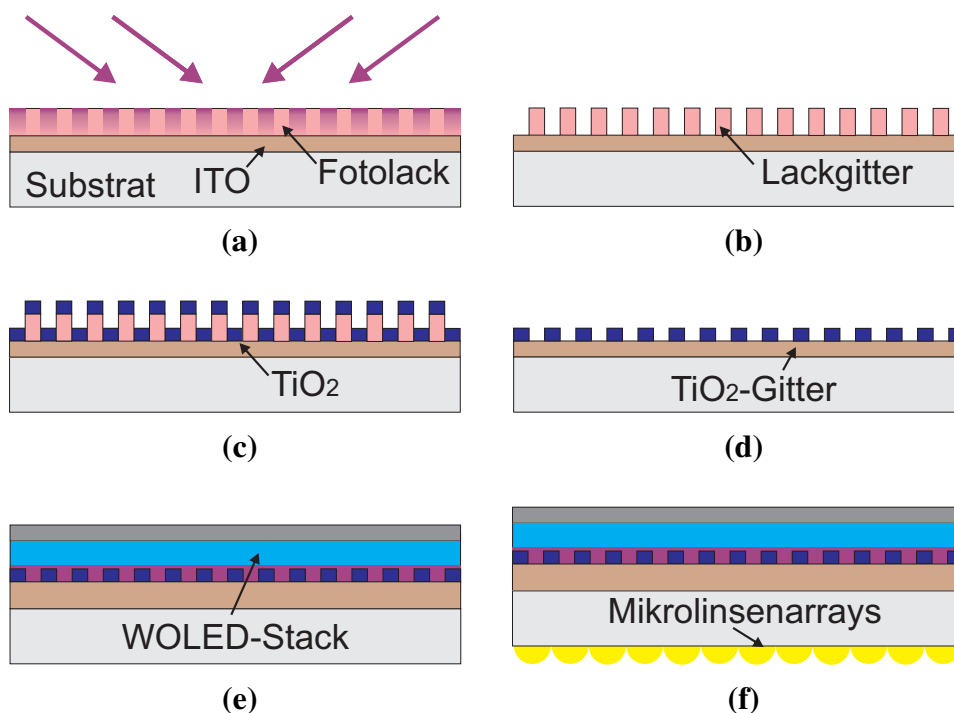 Substrat
ITO
Fotolack
(a)
Lackgitter
(b)
TiO2
(c)
TiO2-Gitter
(d)
WOLED-Stack
(e)
Mikrolinsenarrays
(f)